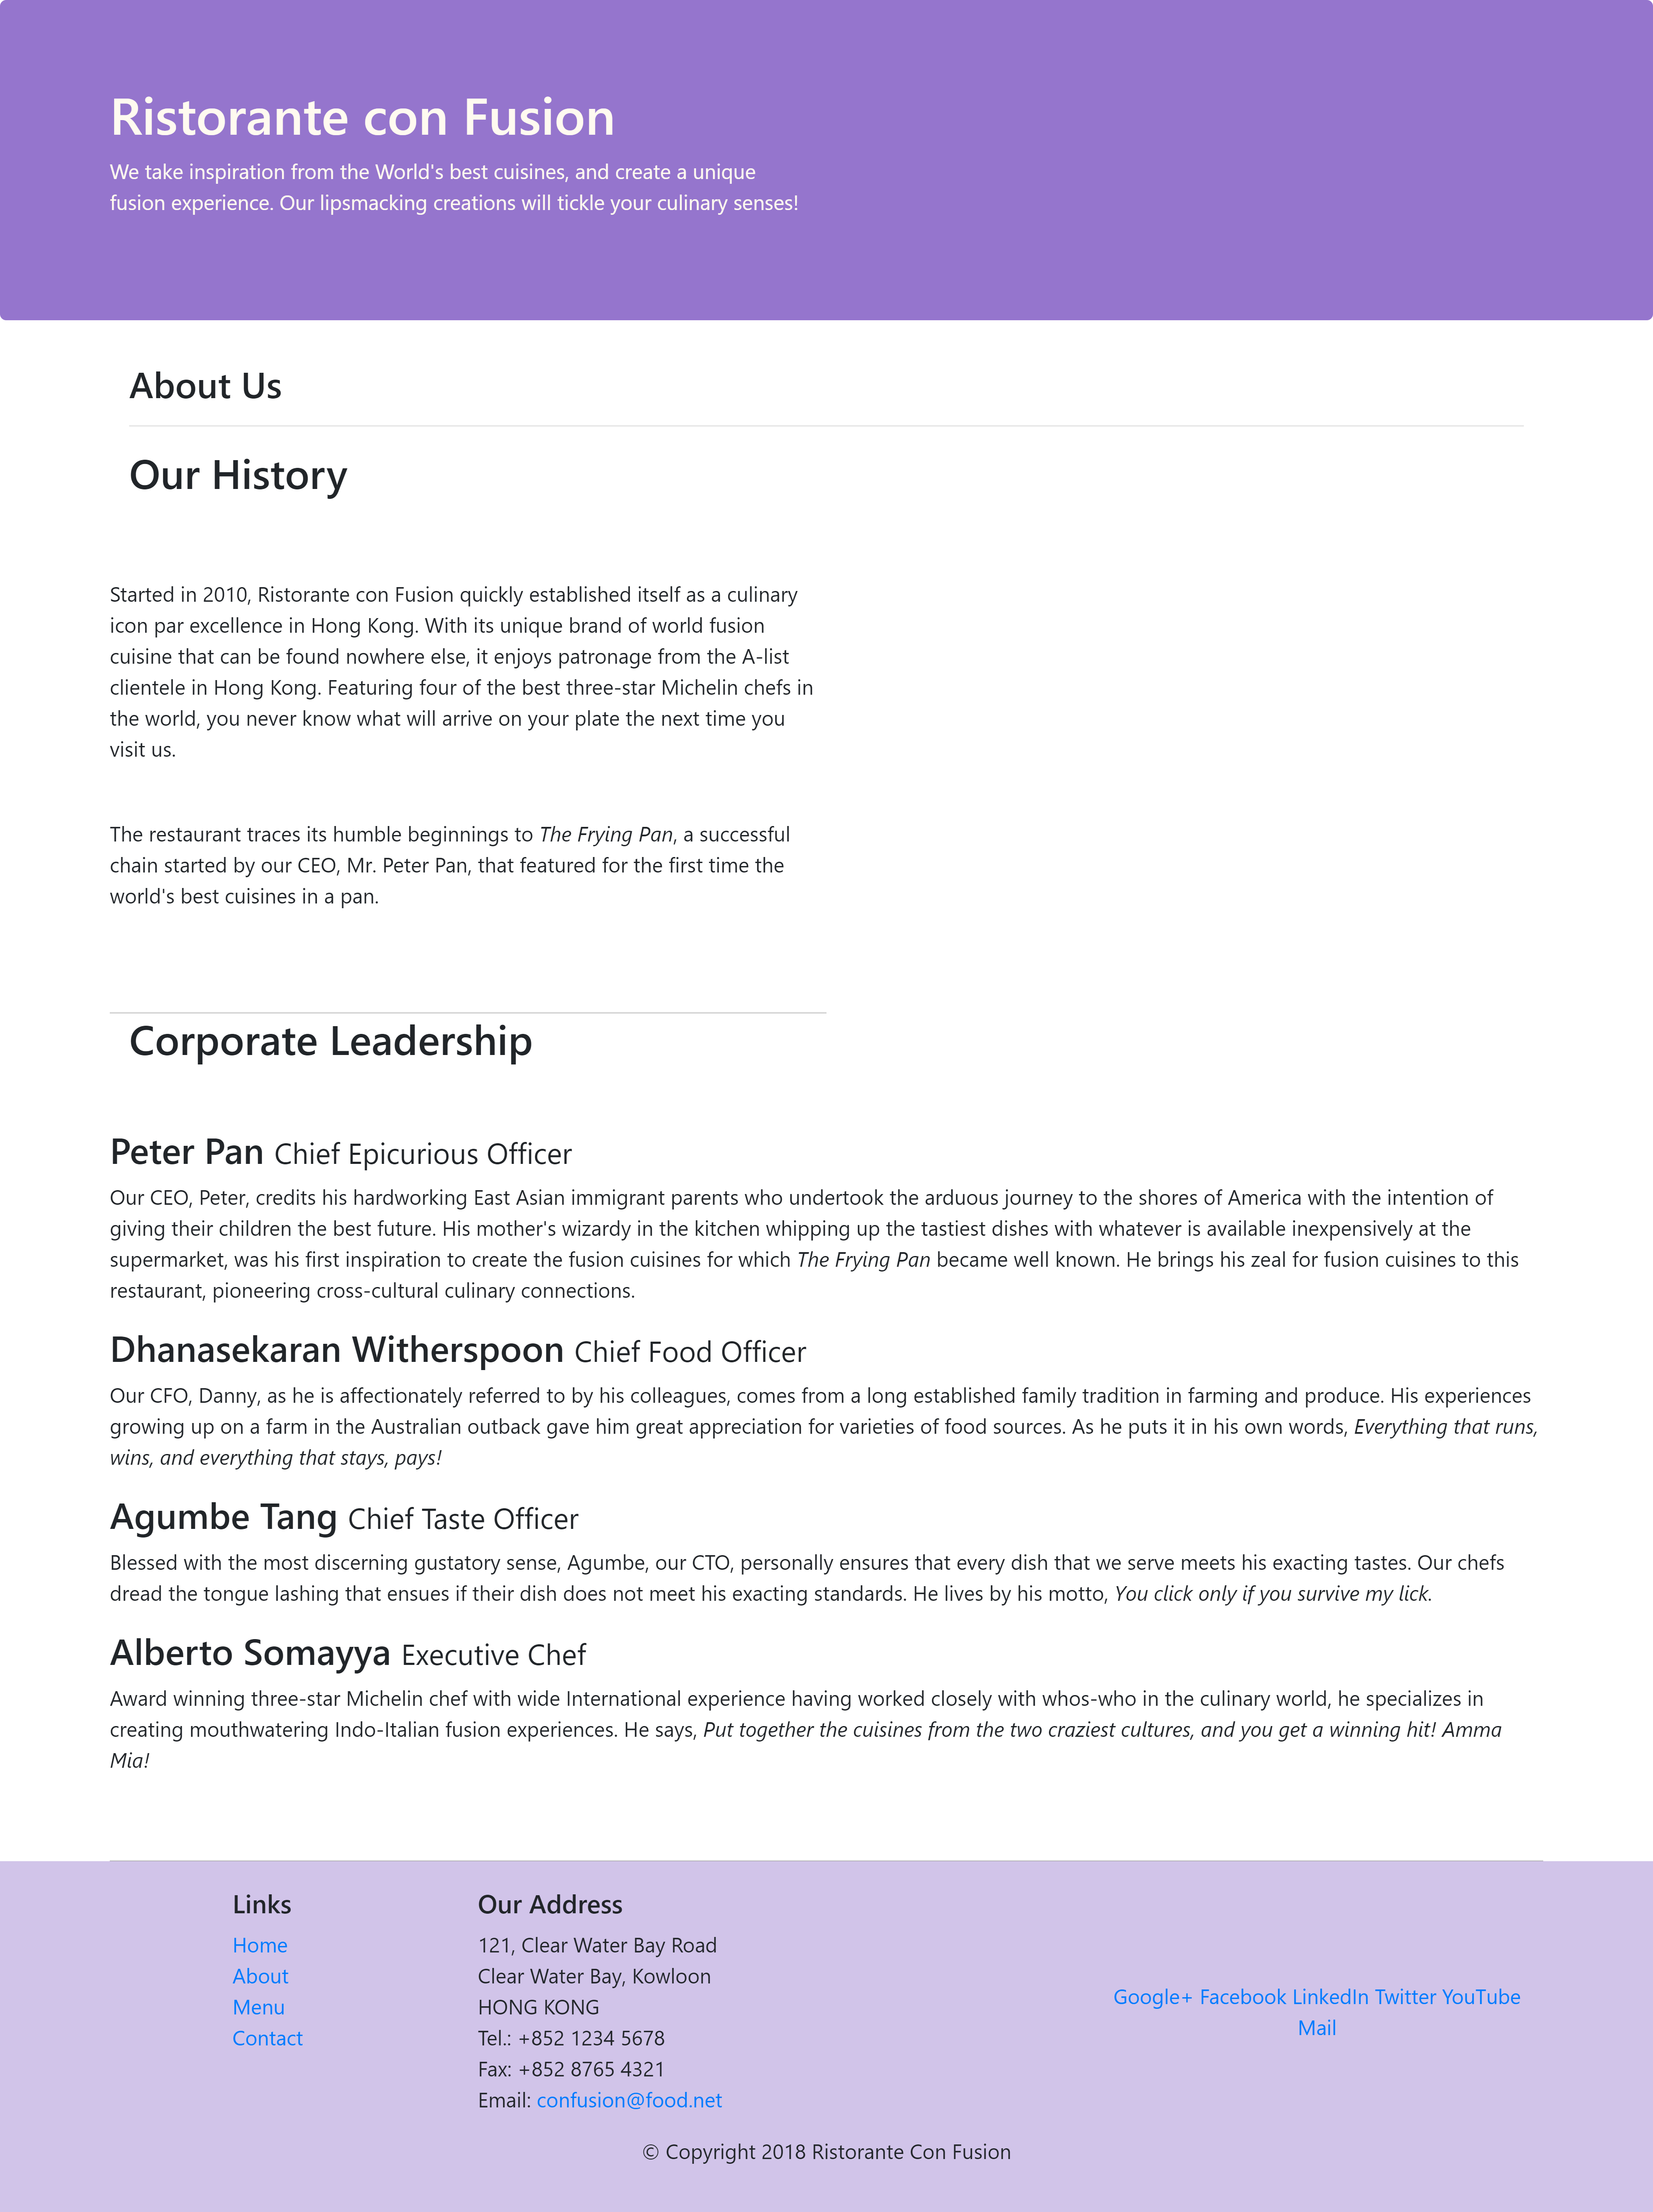 Ristorante con Fusion
We take inspiration from the World's best cuisines, and create a unique
fusion experience. Our lipsmacking creations will tickle your culinary senses!
About Us
Our History
Started in 2010, Ristorante con Fusion quickly established itself as a culinary
icon par excellence in Hong Kong. With its unique brand of world fusion
cuisine that can be found nowhere else, it enjoys patronage from the A-list
clientele in Hong Kong. Featuring four of the best three-star Michelin chefs in
the world, you never know what will arrive on your plate the next time you
visit us.
The restaurant traces its humble beginnings to The Frying Pan, a successful
chain started by our CEO, Mr. Peter Pan, that featured for the first time the
world's best cuisines in a pan.
Corporate Leadership
Peter Pan Chief Epicurious Officer
Our CEO, Peter, credits his hardworking East Asian immigrant parents who undertook the arduous journey to the shores of America with the intention of
giving their children the best future. His mother's wizardy in the kitchen whipping up the tastiest dishes with whatever is available inexpensively at the
supermarket, was his first inspiration to create the fusion cuisines for which The Frying Pan became well known. He brings his zeal for fusion cuisines to this
restaurant, pioneering cross-cultural culinary connections.
Dhanasekaran Witherspoon Chief Food Officer
Our CFO, Danny, as he is affectionately referred to by his colleagues, comes from a long established family tradition in farming and produce. His experiences
growing up on a farm in the Australian outback gave him great appreciation for varieties of food sources. As he puts it in his own words, Everything that runs,
wins, and everything that stays, pays!
Agumbe Tang Chief Taste Officer
Blessed with the most discerning gustatory sense, Agumbe, our CTO, personally ensures that every dish that we serve meets his exacting tastes. Our chefs
dread the tongue lashing that ensues if their dish does not meet his exacting standards. He lives by his motto, You click only if you survive my lick.
Alberto Somayya Executive Chef
Award winning three-star Michelin chef with wide International experience having worked closely with whos-who in the culinary world, he specializes in
creating mouthwatering Indo-Italian fusion experiences. He says, Put together the cuisines from the two craziest cultures, and you get a winning hit! Amma
Mia!
Links
Home
About
Menu
Contact
Our Address
121, Clear Water Bay Road
Clear Water Bay, Kowloon
HONG KONG
Tel.: +852 1234 5678
Fax: +852 8765 4321
Email: confusion@food.net
Google+ Facebook LinkedIn Twitter YouTube
Mail
© Copyright 2018 Ristorante Con Fusion